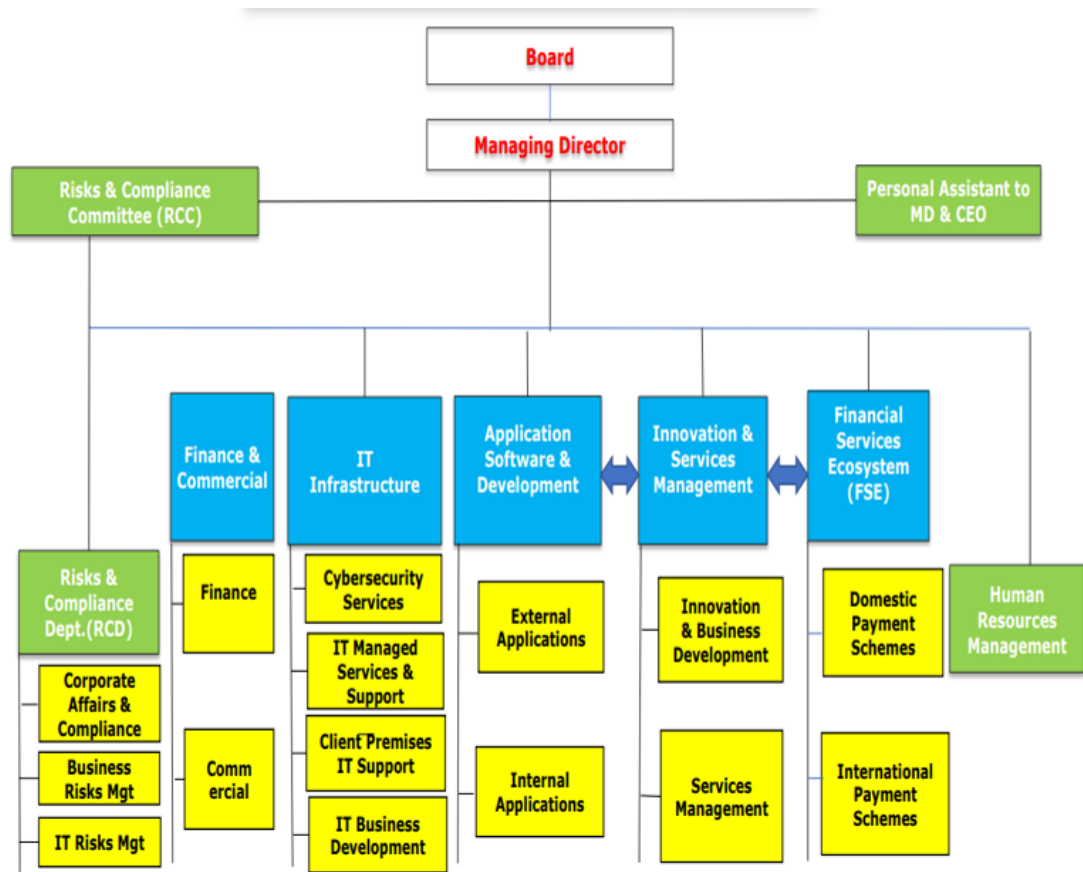 Board
Managing Director
Risks & Compliance
Committee (RCC)
Personal Assistant to
MD & CEO
Finance &
Commercial
IT
Infrastructure
Application
Software &
Development
Innovation &
Services
Management
Financial
Services
Ecosystem
(FSE)
Risks &
Compliance
Dept.(RCD)
Corporate
Affairs &
Compliance
Business
Risks Mgt
IT Risks Mgt
Finance
Comm
ercial
Cybersecurity
Services
IT Managed
Services &
Support
Client Premises
IT Support
IT Business
Development
External
Applications
Internal
Applications
Innovation
& Business
Development
Services
Management
Domestic
Payment
Schemes
International
Payment
Schemes
Human
Resources
Management